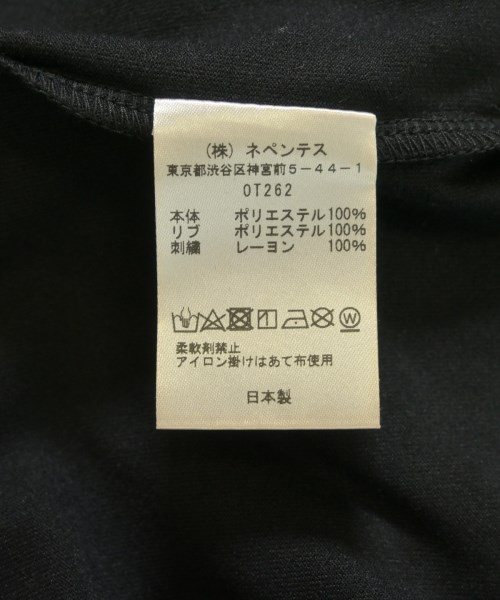 （株）ネペンテス
東京都渋谷区神宮前5－44－1
OT262
本体 ポリエステル100%
リブ ポリエステル100%
刺繍 レーヨン 100%
W
柔軟剤禁止
アイロン掛けはあて布使用
日本製